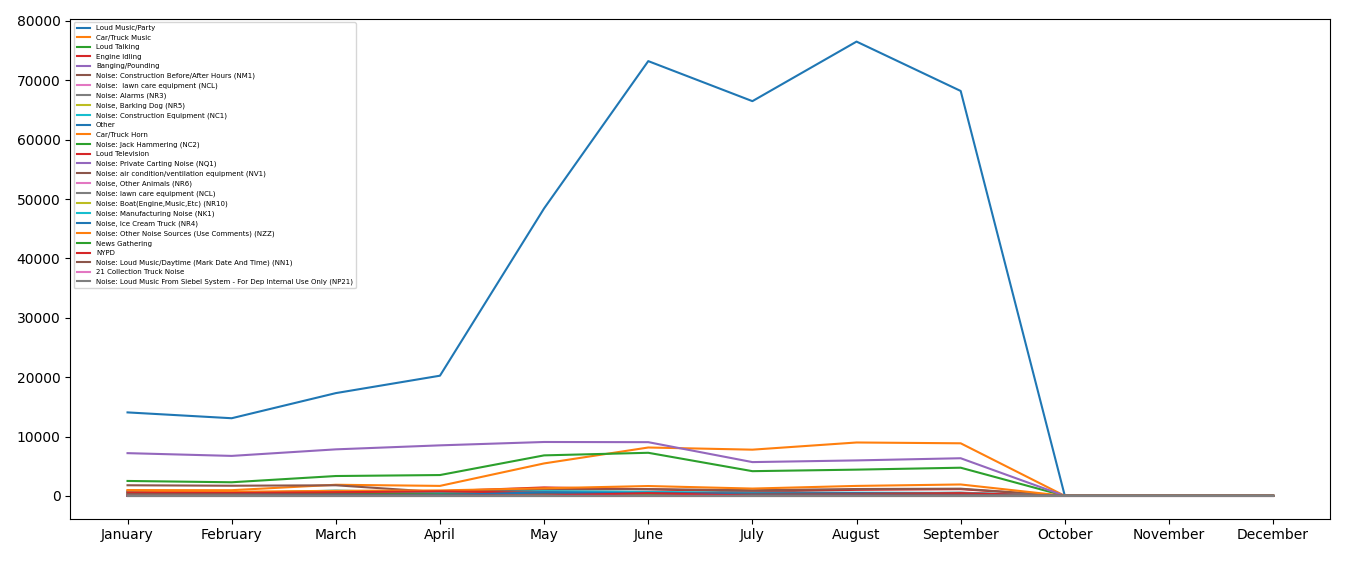 80000
70000
60000
50000
40000
30000
20000
10000
0
Loud Music/Party
Car/Truck Music
Loud Talking
Engine Idling
Banging/Pounding
Noise: Construction Before/After Hours (NM1)
Noise:  lawn care equipment (NCL)
Noise: Alarms (NR3)
Noise, Barking Dog (NR5)
Noise: Construction Equipment (NC1)
Other
Car/Truck Horn
Noise: Jack Hammering (NC2)
Loud Television
Noise: Private Carting Noise (NQ1)
Noise: air condition/ventilation equipment (NV1)
Noise, Other Animals (NR6)
Noise: lawn care equipment (NCL)
Noise: Boat(Engine,Music,Etc) (NR10)
Noise: Manufacturing Noise (NK1)
Noise, Ice Cream Truck (NR4)
Noise: Other Noise Sources (Use Comments) (NZZ)
News Gathering
NYPD
Noise: Loud Music/Daytime (Mark Date And Time) (NN1)
21 Collection Truck Noise
Noise: Loud Music From Siebel System - For Dep Internal Use Only (NP21)
January February March April May June July August September October November December